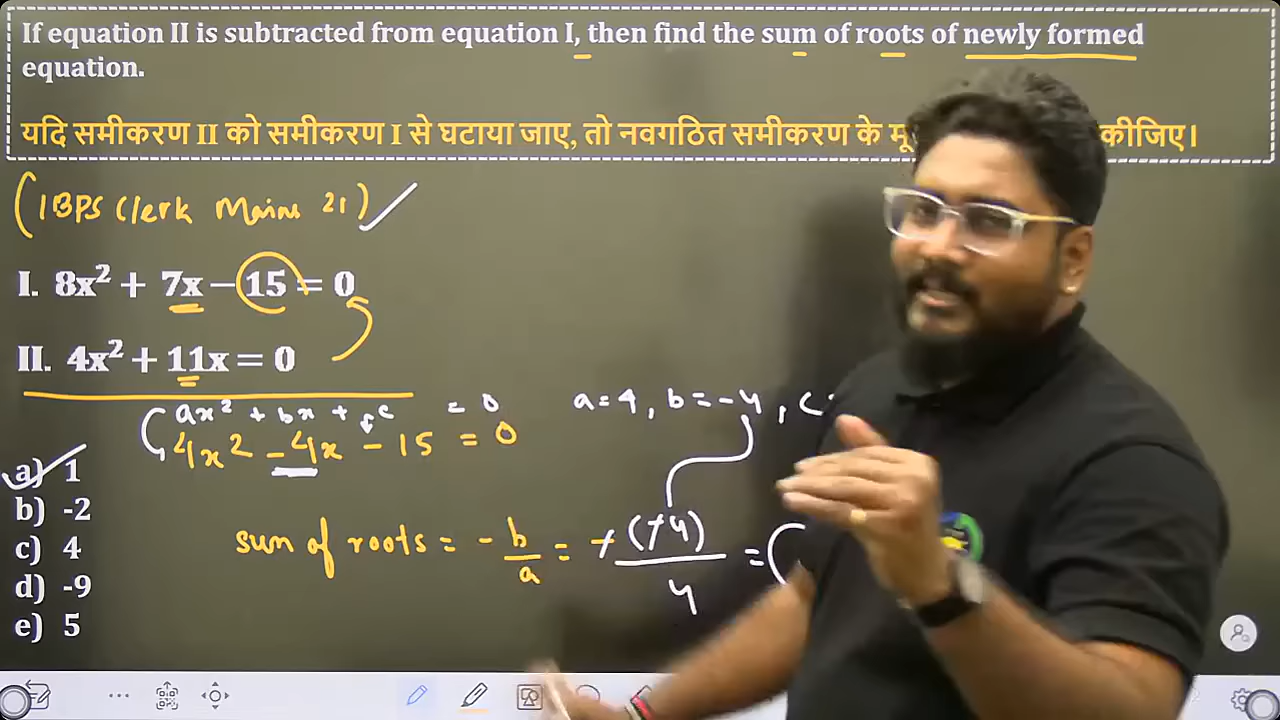 If equation II is subtracted from equation I, then find the sum of roots of newly formed
equation.
यदि समीकरण II को समीकरण I से घटाया जाए, तो नवगठित समीकरण के कीजिए।
(IBPS Clerk Mains 21)
I. 8x² + 7x − 15 = 0
II. 4x² + 11x = 0
ax² + bx + c = 0
a=4, b=-4, c=
4x² - 4x - 15 = 0
a) 1
b) -2
c) 4
d) -9
e) 5
sum of roots = - b/a = -(-4)/4 =